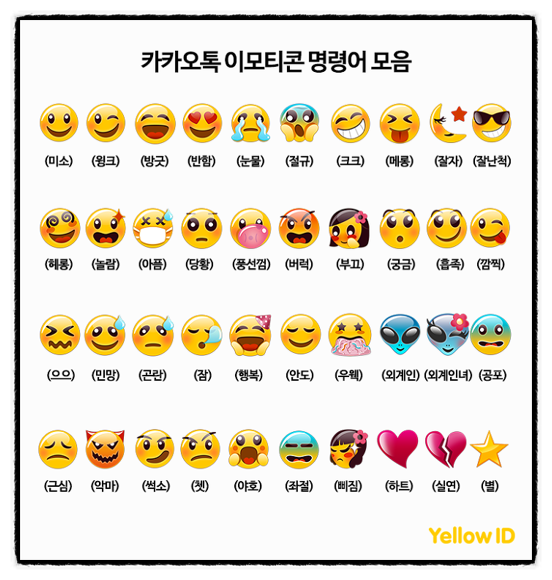 카카오톡 이모티콘 명령어 모음
(미소) (윙크) (방긋) (반함) (눈물) (절규) (크크) (메롱) (잘자) (잘난척)
(헤롱) (놀람) (아픔) (당황) (풍선껌) (버럭) (부끄) (궁금) (흡족) (깜찍)
(으으) (민망) (곤란) (잠) (행복) (안도) (우웩) (외계인) (외계인녀) (공포)
(근심) (악마) (썩소) (쳇) (야호) (좌절) (삐짐) (하트) (실연) (별)
Yellow ID